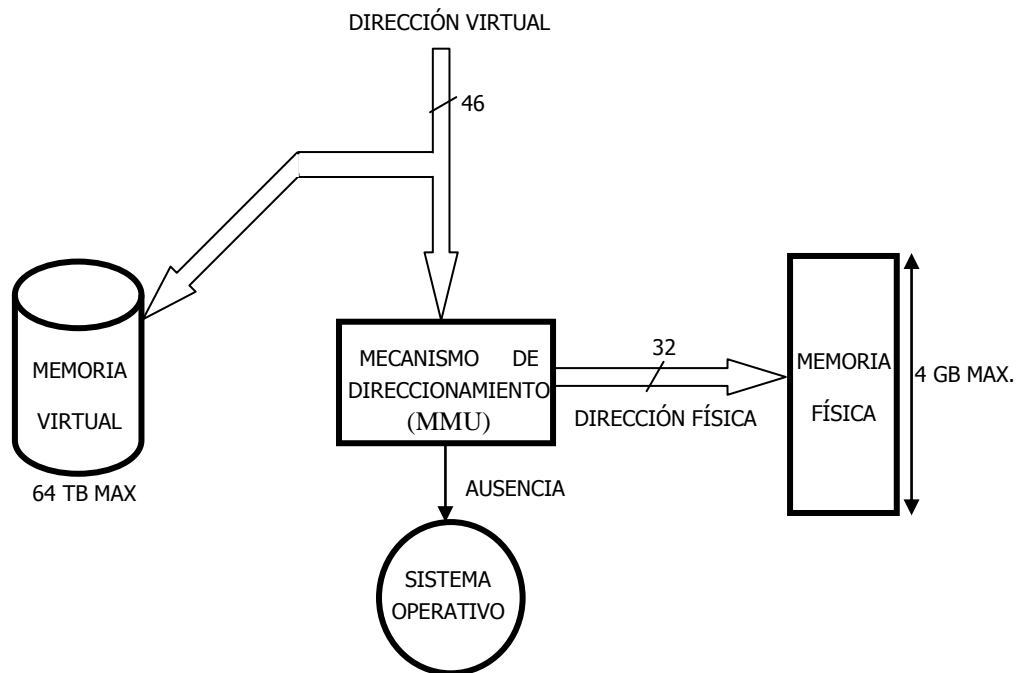 DIRECCIÓN VIRTUAL
46
MEMORIA
VIRTUAL
64 TB MAX
MECANISMO DE
DIRECCIONAMIENTO
(MMU)
32
DIRECCIÓN FÍSICA
MEMORIA
FÍSICA
4 GB MAX.
AUSENCIA
SISTEMA
OPERATIVO